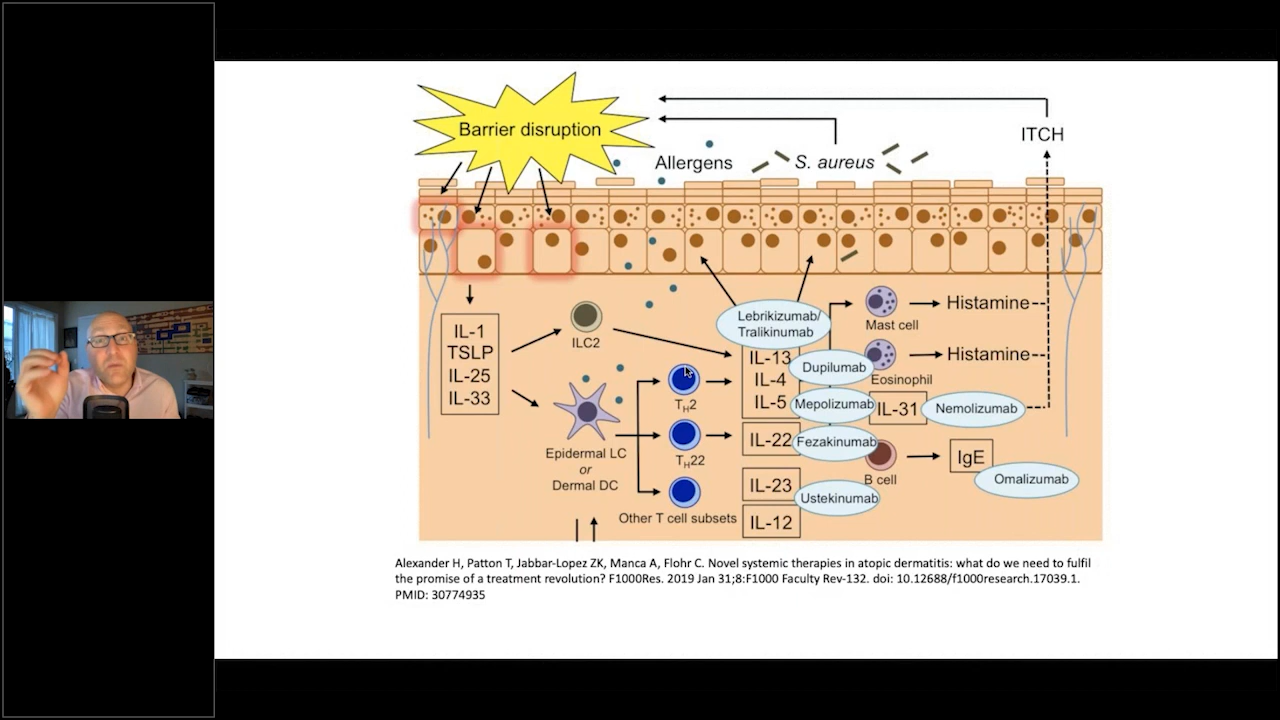 Barrier disruption
Allergens
S. aureus
ITCH
IL-1
TSLP
IL-25
IL-33
ILC2
Epidermal LC
or
Dermal DC
TH2
TH22
Other T cell subsets
Lebrikizumab/
Tralikinumab
IL-13
IL-4
IL-5
Dupilumab
Mepolizumab
IL-22
Fezakinumab
IL-23
Ustekinumab
IL-12
Mast cell
Histamine
Eosinophil
Histamine
IL-31
Nemolizumab
B cell
IgE
Omalizumab
Alexander H, Patton T, Jabbar-Lopez ZK, Manca A, Flohr C. Novel systemic therapies in atopic dermatitis: what do we need to fulfil
the promise of a treatment revolution? F1000Res. 2019 Jan 31;8:F1000 Faculty Rev-132. doi: 10.12688/f1000research.17039.1.
PMID: 30774935